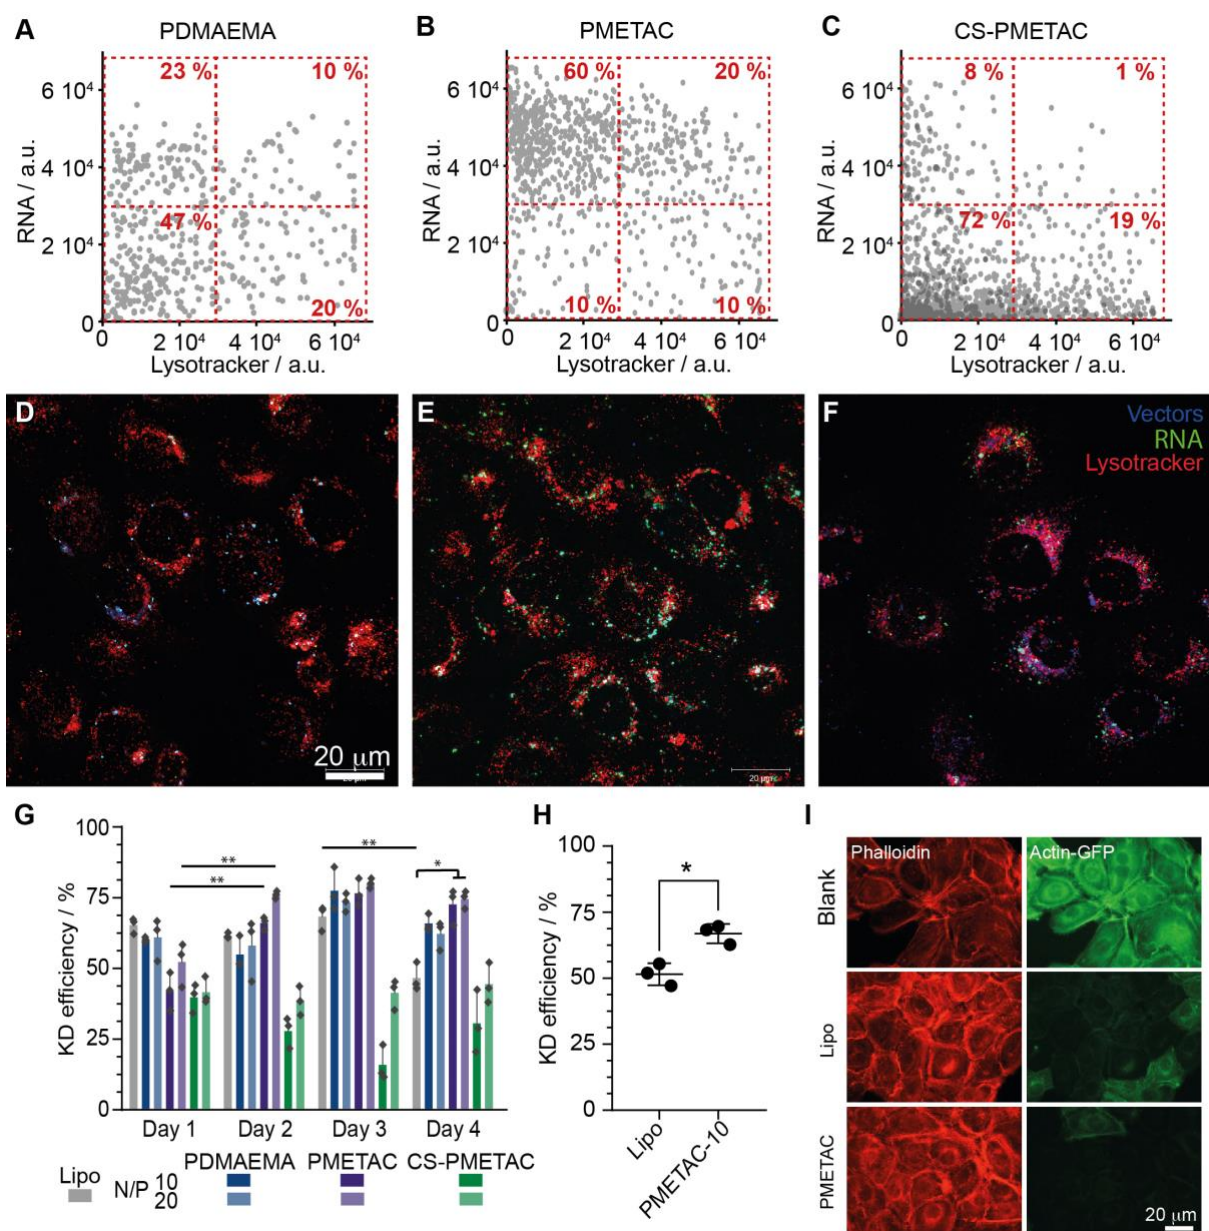 A
PDMAEMA
23 %
10 %
47 %
20 %
6 10⁴
4 10⁴
2 10⁴
0
RNA / a.u.
0 2 10⁴ 4 10⁴ 6 10⁴
Lysotracker / a.u.
B
PMETAC
60 %
20 %
10 %
10 %
6 10⁴
4 10⁴
2 10⁴
0
RNA / a.u.
0 2 10⁴ 4 10⁴ 6 10⁴
Lysotracker / a.u.
C
CS-PMETAC
8 %
1 %
72 %
19 %
6 10⁴
4 10⁴
2 10⁴
0
RNA / a.u.
0 2 10⁴ 4 10⁴ 6 10⁴
Lysotracker / a.u.
D
20 μm
E
20 μm
F
Vectors
RNA
Lysotracker
G
KD efficiency / %
100
75
50
25
0
**
**
**
*
Day 1 Day 2 Day 3 Day 4
Lipo
N/P 10
20
PDMAEMA
PMETAC
CS-PMETAC
H
KD efficiency / %
100
75
50
25
0
*
Lipo
PMETAC-10
I
Phalloidin
Actin-GFP
Blank
Lipo
PMETAC
20 μm